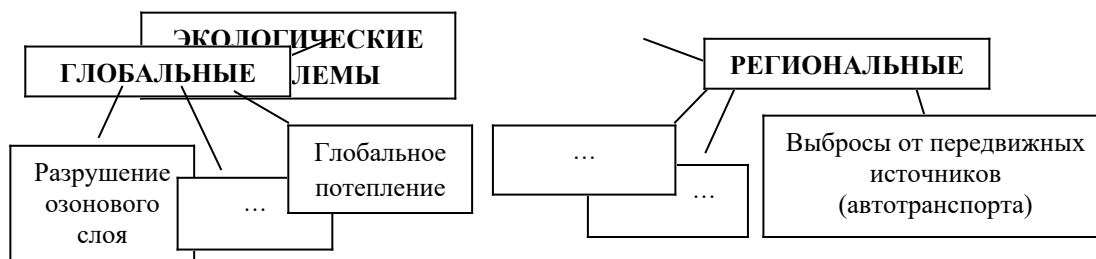 ЭКОЛОГИЧЕСКИЕ
ЛЕМЫ
ГЛОБАЛЬНЫЕ
РЕГИОНАЛЬНЫЕ
Разрушение
озонового
слоя
…
Глобальное
потепление
…
…
Выбросы от передвижных
источников
(автотранспорта)